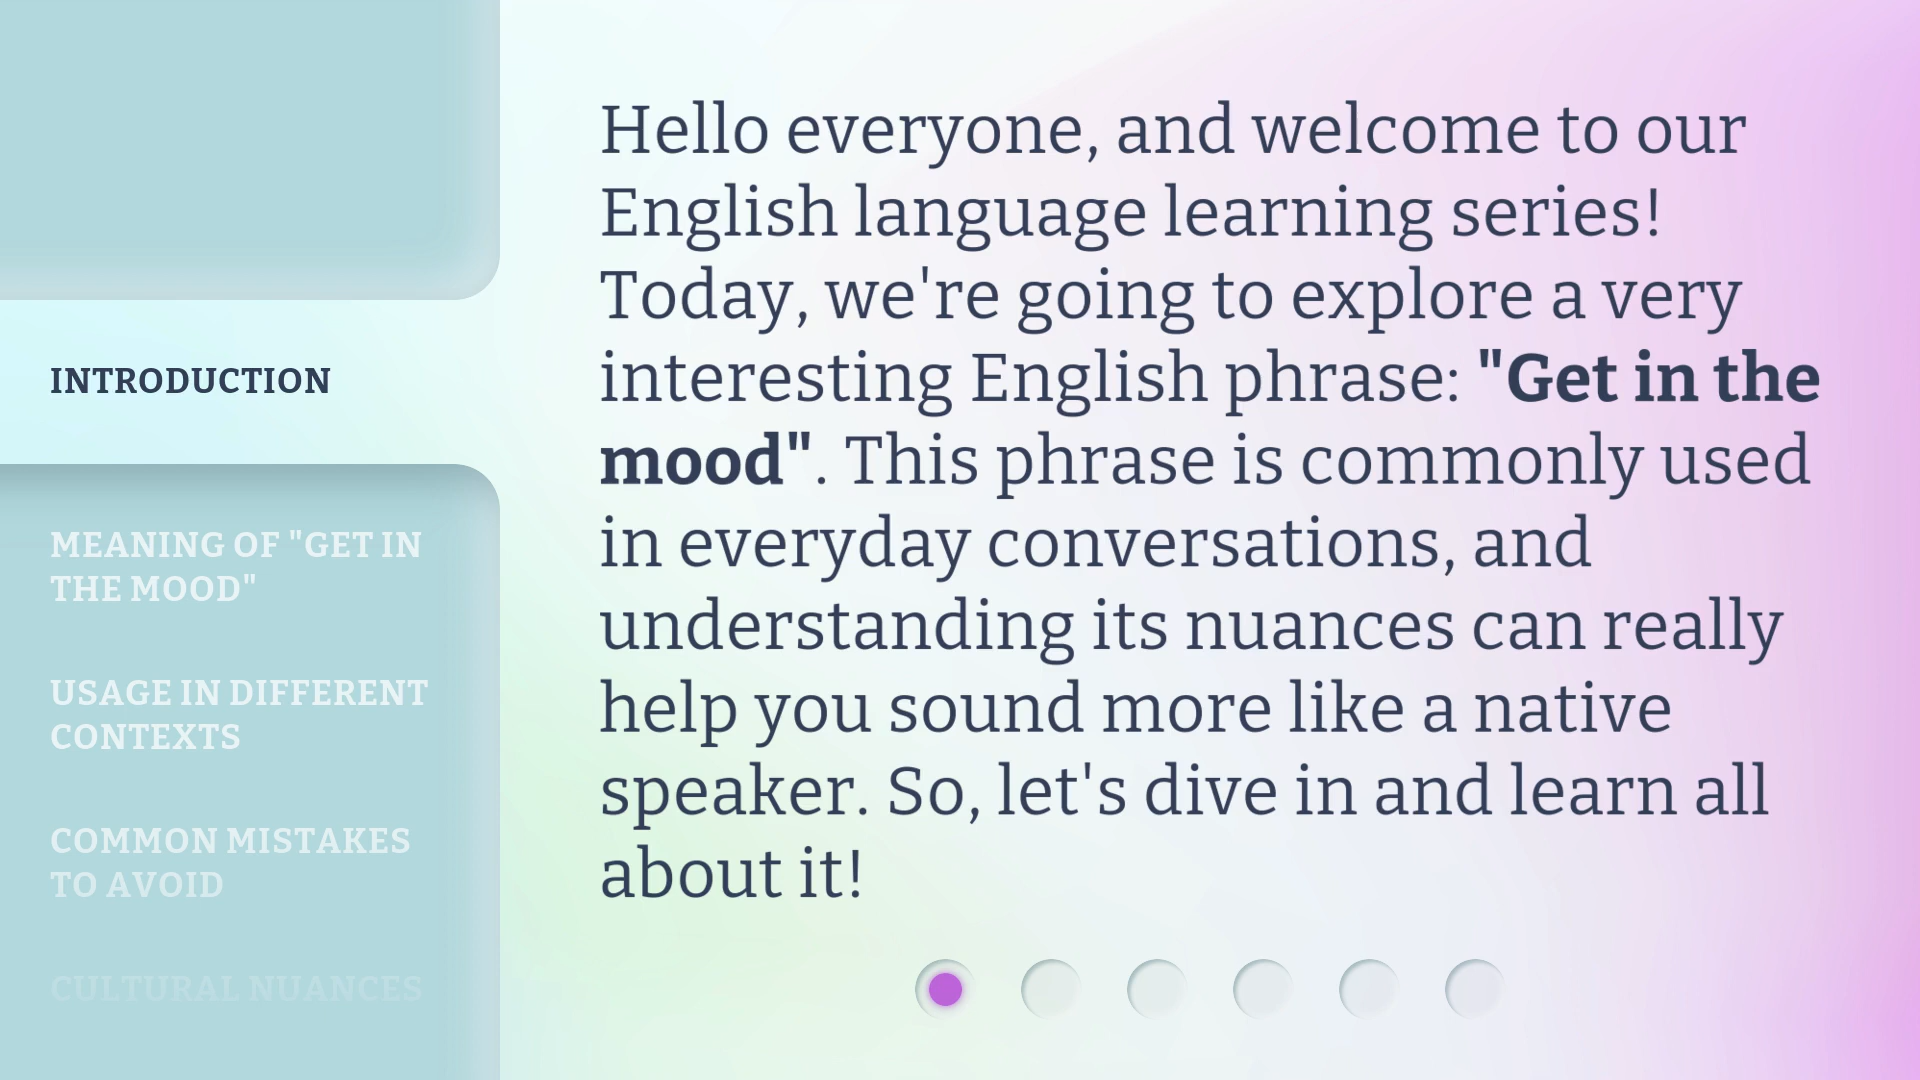 INTRODUCTION
MEANING OF "GET IN
THE MOOD"
USAGE IN DIFFERENT
CONTEXTS
COMMON MISTAKES
TO AVOID
CULTURAL NUANCES
Hello everyone, and welcome to our
English language learning series!
Today, we're going to explore a very
interesting English phrase: "Get in the
mood". This phrase is commonly used
in everyday conversations, and
understanding its nuances can really
help you sound more like a native
speaker. So, let's dive in and learn all
about it!